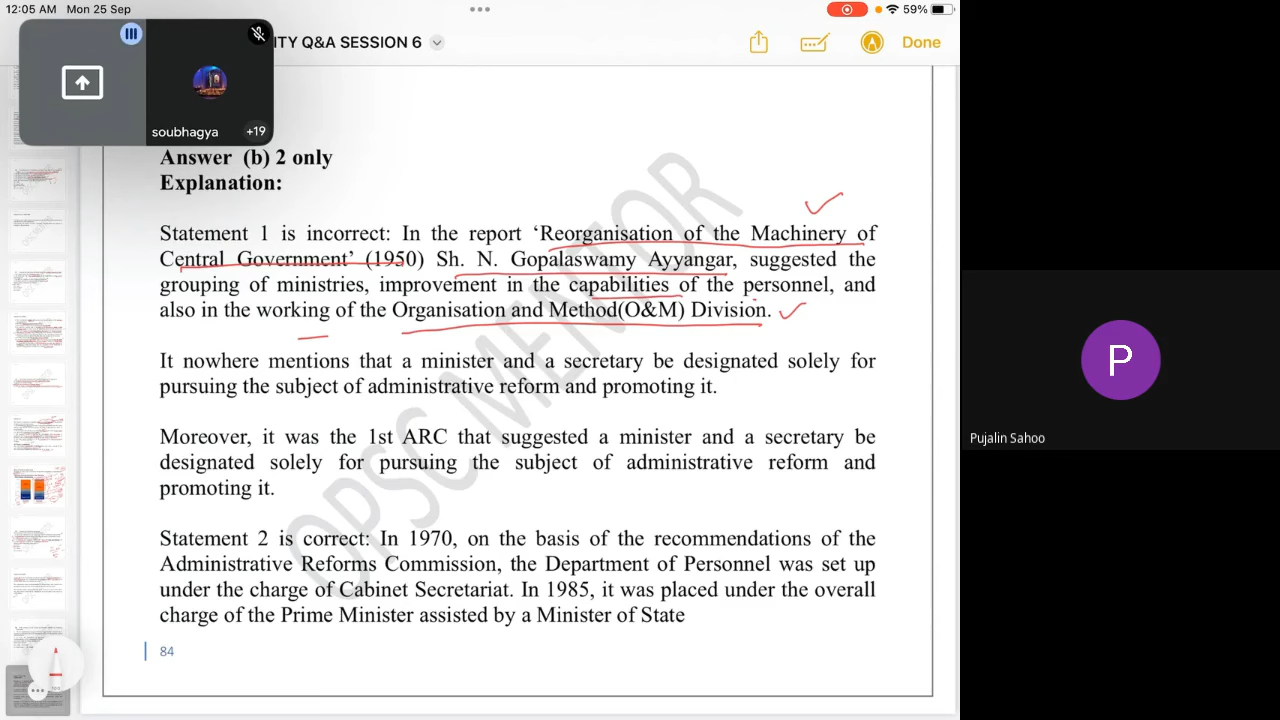 12:05 AM Mon 25 Sep
59%
ITY Q&A SESSION 6
Done
soubhagya
+19
Answer (b) 2 only
Explanation:
Statement 1 is incorrect: In the report ‘Reorganisation of the Machinery of
Central Government’ (1950) Sh. N. Gopalaswamy Ayyangar, suggested the
grouping of ministries, improvement in the capabilities of the personnel, and
also in the working of the Organisation and Method(O&M) Division.
It nowhere mentions that a minister and a secretary be designated solely for
pursuing the subject of administrative reform and promoting it.
Moreover, it was the 1st ARC that suggested a minister and a secretary be
designated solely for pursuing the subject of administrative reform and
promoting it.
Statement 2 is correct: In 1970, on the basis of the recommendations of the
Administrative Reforms Commission, the Department of Personnel was set up
under the charge of Cabinet Secretariat. In 1985, it was placed under the overall
charge of the Prime Minister assisted by a Minister of State
84
OPSC MENTOR
P
Pujalin Sahoo